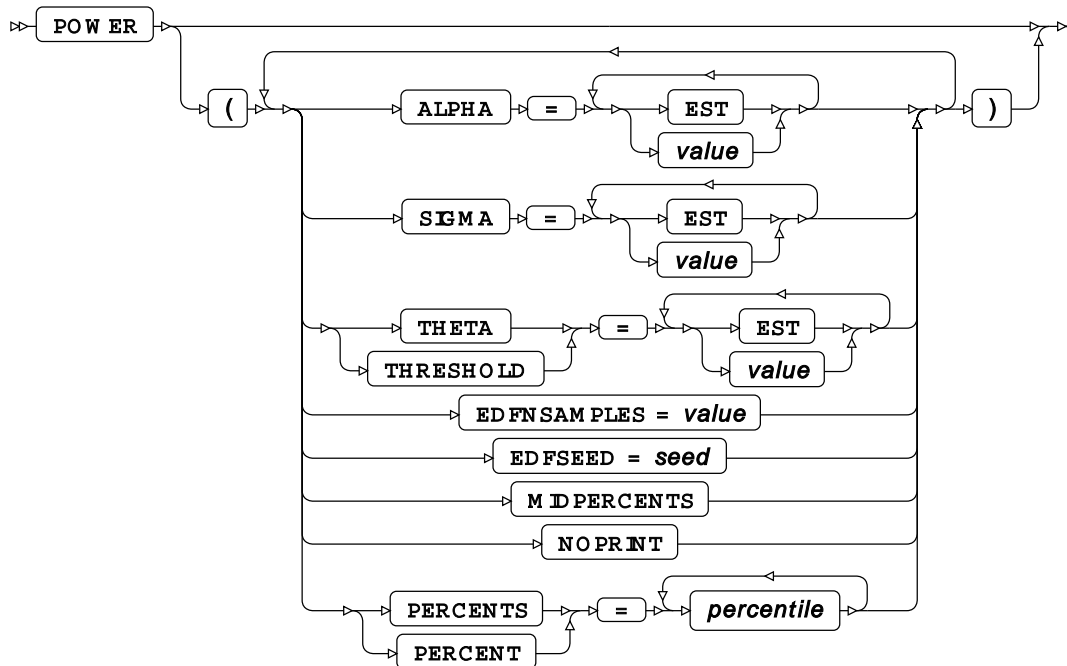 POWER
( ALPHA = EST )
value
SIGMA = EST
value
THETA = EST
THRESHOLD value
EDFNSAMPLES = value
EDFSEED = seed
MIDPERCENTS
NOPRINT
PERCENTS = percentile
PERCENT